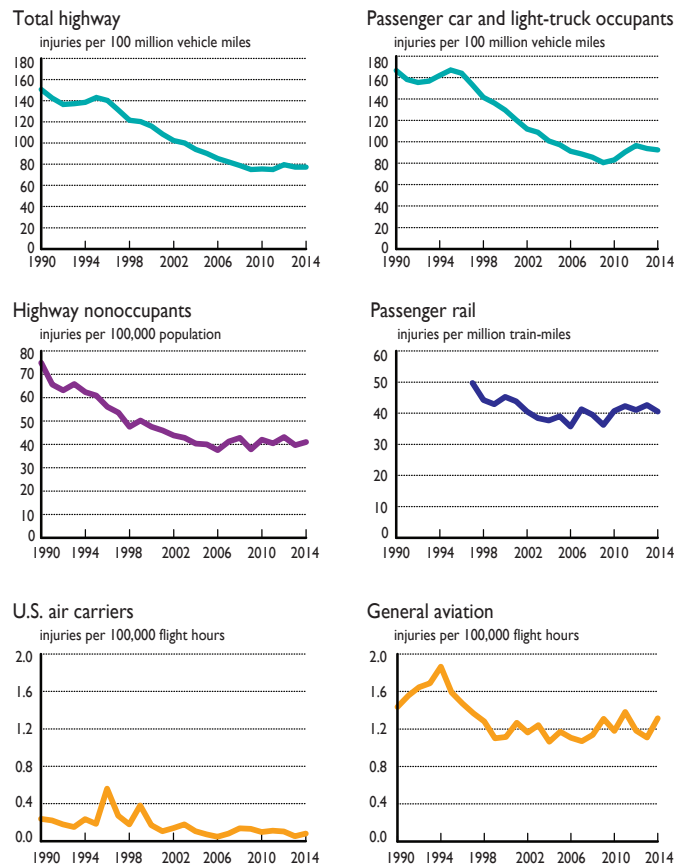 Total highway
injuries per 100 million vehicle miles
180
160
140
120
100
80
60
40
20
0
1990 1994 1998 2002 2006 2010 2014
Passenger car and light-truck occupants
injuries per 100 million vehicle miles
180
160
140
120
100
80
60
40
20
0
1990 1994 1998 2002 2006 2010 2014
Highway nonoccupants
injuries per 100,000 population
80
70
60
50
40
30
20
10
0
1990 1994 1998 2002 2006 2010 2014
Passenger rail
injuries per million train-miles
60
50
40
30
20
10
0
1990 1994 1998 2002 2006 2010 2014
U.S. air carriers
injuries per 100,000 flight hours
2.0
1.6
1.2
0.8
0.4
0.0
1990 1994 1998 2002 2006 2010 2014
General aviation
injuries per 100,000 flight hours
2.0
1.6
1.2
0.8
0.4
0.0
1990 1994 1998 2002 2006 2010 2014